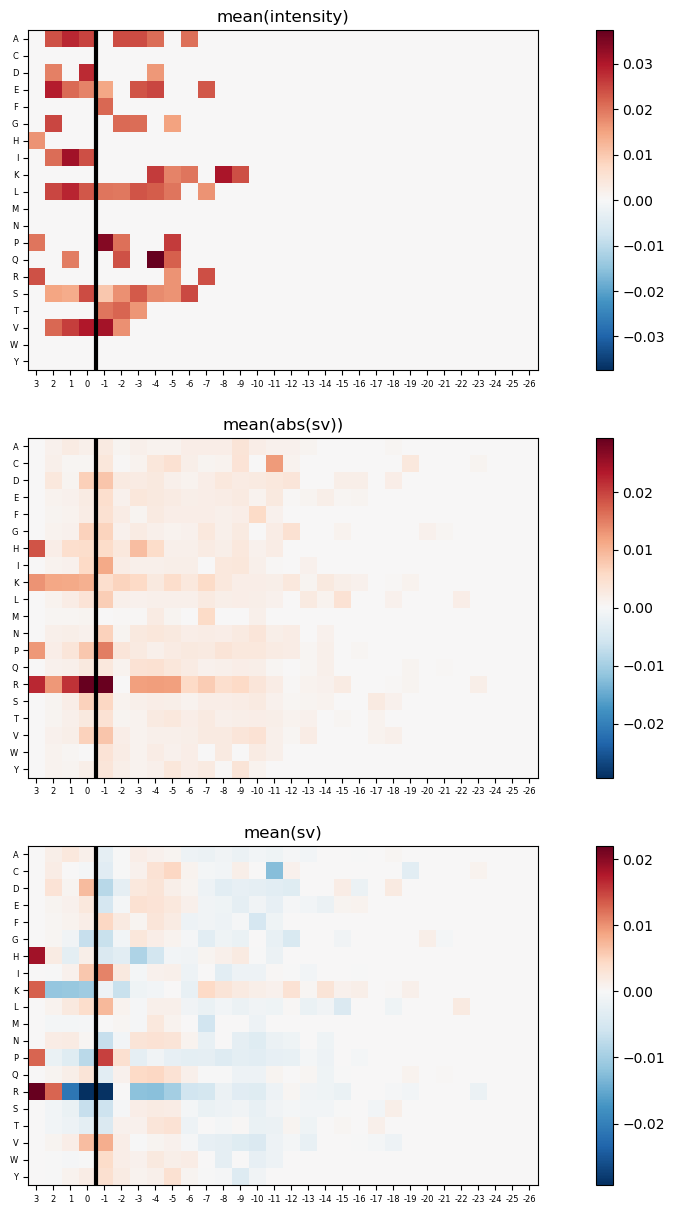 mean(intensity)
A
C
D
E
F
G
H
I
K
L
M
N
P
Q
R
S
T
V
W
Y
3 2 1 0 -1 -2 -3 -4 -5 -6 -7 -8 -9 -10 -11 -12 -13 -14 -15 -16 -17 -18 -19 -20 -21 -22 -23 -24 -25 -26
0.03
0.02
0.01
0.00
−0.01
−0.02
−0.03
mean(abs(sv))
A
C
D
E
F
G
H
I
K
L
M
N
P
Q
R
S
T
V
W
Y
3 2 1 0 -1 -2 -3 -4 -5 -6 -7 -8 -9 -10 -11 -12 -13 -14 -15 -16 -17 -18 -19 -20 -21 -22 -23 -24 -25 -26
0.02
0.01
0.00
−0.01
−0.02
mean(sv)
A
C
D
E
F
G
H
I
K
L
M
N
P
Q
R
S
T
V
W
Y
3 2 1 0 -1 -2 -3 -4 -5 -6 -7 -8 -9 -10 -11 -12 -13 -14 -15 -16 -17 -18 -19 -20 -21 -22 -23 -24 -25 -26
0.02
0.01
0.00
−0.01
−0.02